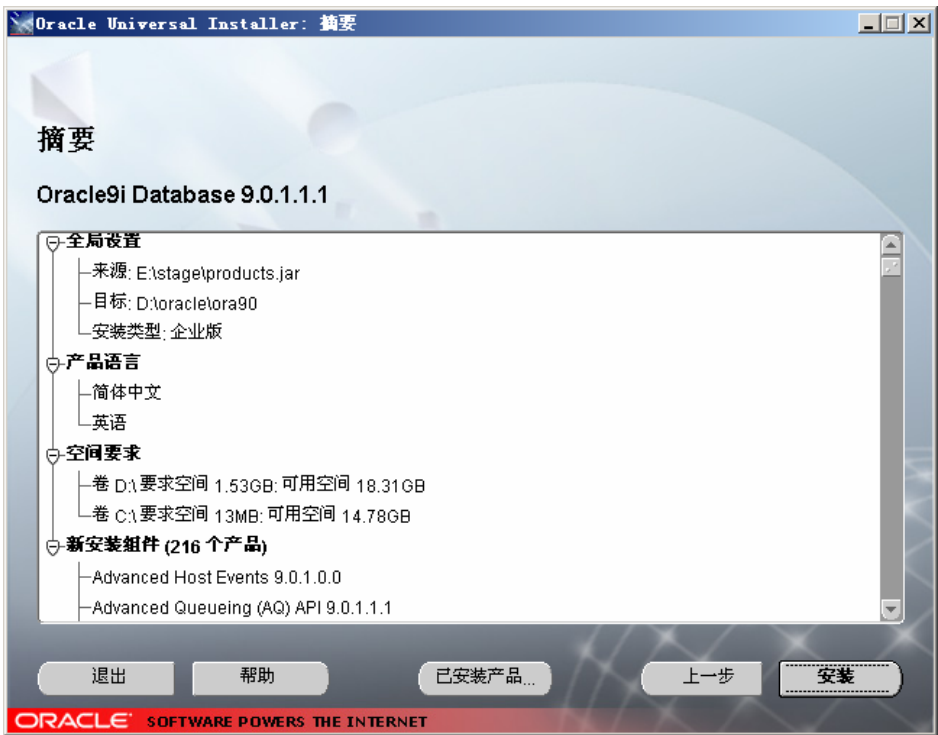 Oracle Universal Installer: 摘要
摘要
Oracle9i Database 9.0.1.1.1
全局设置
来源: E:\stage\products.jar
目标: D:\oracle\ora90
安装类型: 企业版
产品语言
简体中文
英语
空间要求
卷 D:\ 要求空间 1.53GB: 可用空间 18.31GB
卷 C:\ 要求空间 13MB: 可用空间 14.78GB
新安装组件 (216 个产品)
Advanced Host Events 9.0.1.0.0
Advanced Queueing (AQ) API 9.0.1.1.1
退出 帮助 已安装产品... 上一步 安装
ORACLE SOFTWARE POWERS THE INTERNET